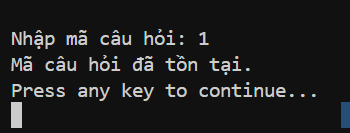 Nhập mã câu hỏi: 1
Mã câu hỏi đã tồn tại.
Press any key to continue...